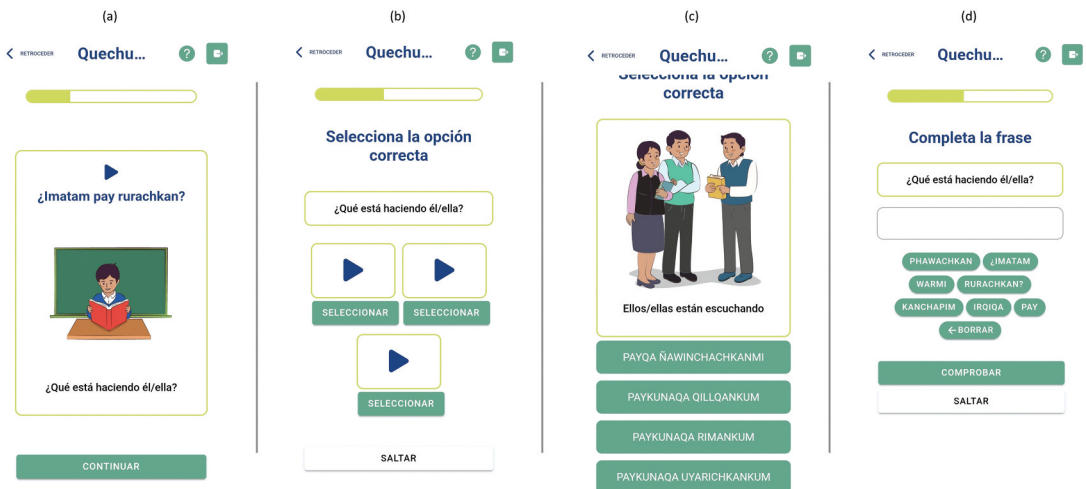 (a)
RETROCEDER Quechu... ?
¿Imatam pay rurachkan?
¿Qué está haciendo él/ella?
CONTINUAR
(b)
RETROCEDER Quechu... ?
Selecciona la opción
correcta
¿Qué está haciendo él/ella?
SELECCIONAR SELECCIONAR
SELECCIONAR
SALTAR
(c)
RETROCEDER Quechu... ?
Selecciona la opción
correcta
Ellos/ellas están escuchando
PAYQA ÑAWINCHACHKANMI
PAYKUNAQA QILLQANKUM
PAYKUNAQA RIMANKUM
PAYKUNAQA UYARICHKANKUM
(d)
RETROCEDER Quechu... ?
Completa la frase
¿Qué está haciendo él/ella?
PHAWACHKAN ¿IMATAM
WARMI RURACHKAN?
KANCHAPIM IRQIQA PAY
←BORRAR
COMPROBAR
SALTAR